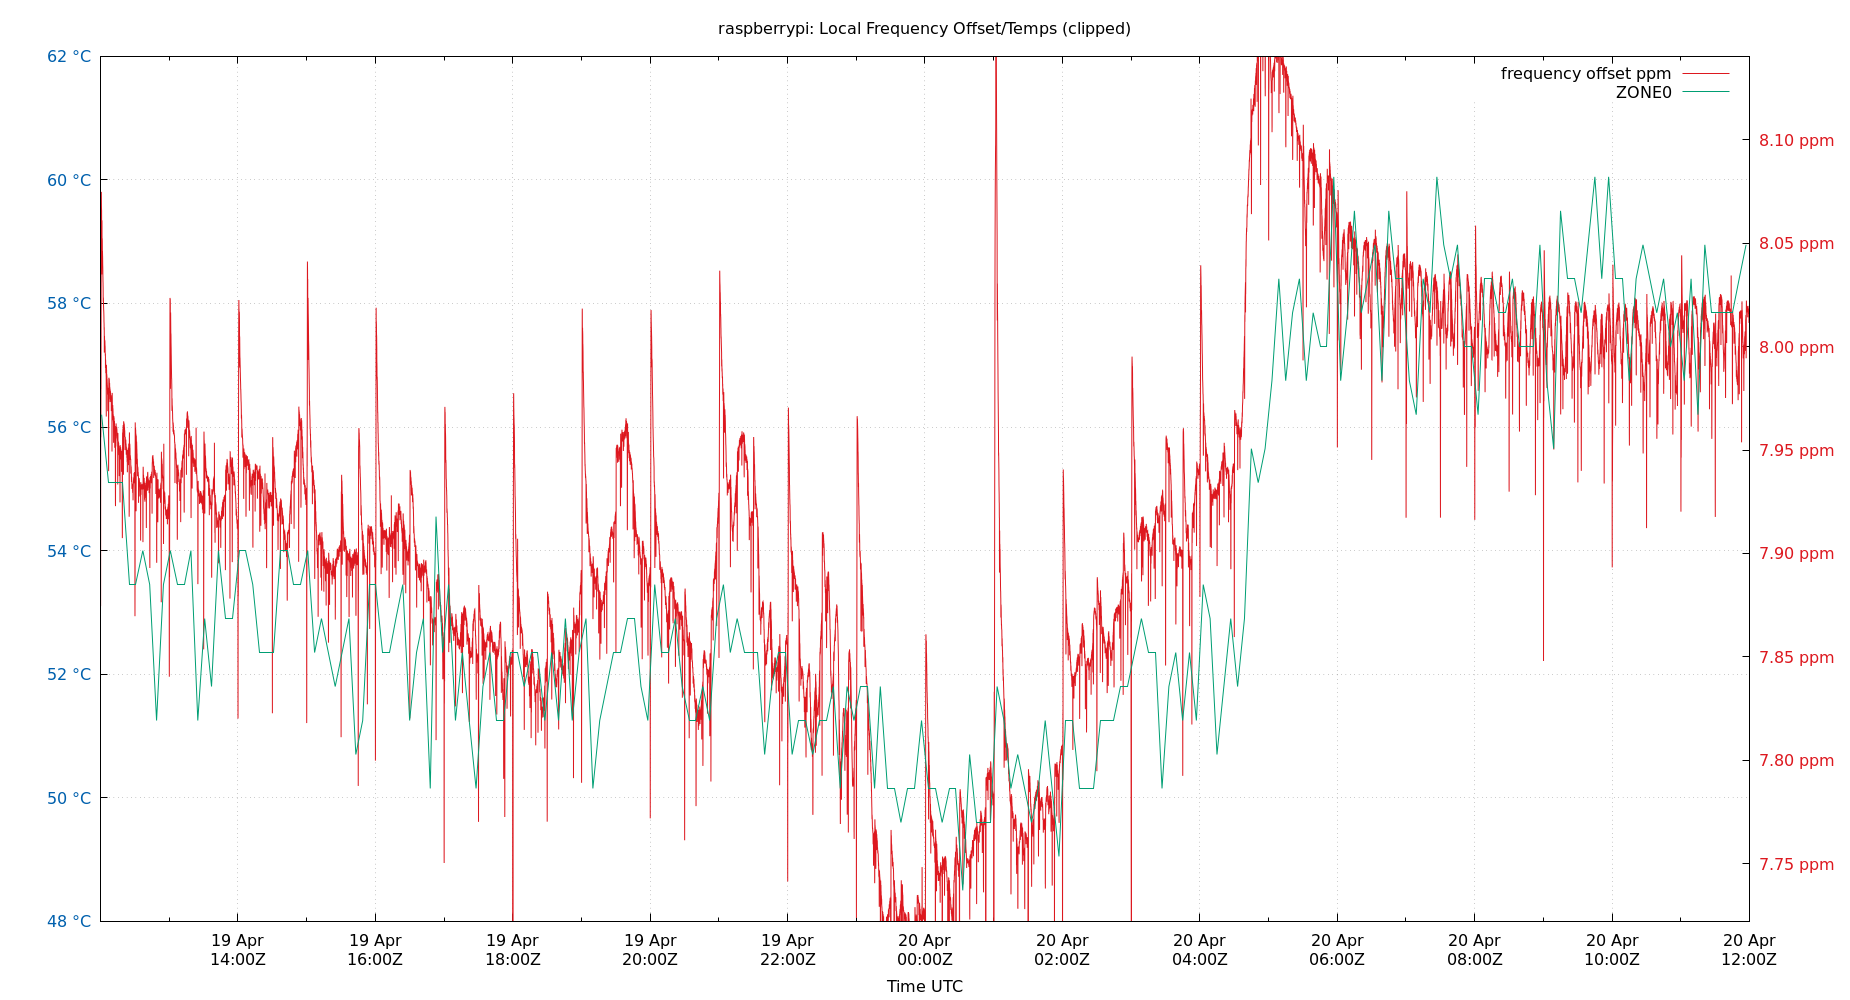 raspberrypi: Local Frequency Offset/Temps (clipped)
62 °C
60 °C
58 °C
56 °C
54 °C
52 °C
50 °C
48 °C
frequency offset ppm
ZONE0
8.10 ppm
8.05 ppm
8.00 ppm
7.95 ppm
7.90 ppm
7.85 ppm
7.80 ppm
7.75 ppm
19 Apr
14:00Z
19 Apr
16:00Z
19 Apr
18:00Z
19 Apr
20:00Z
19 Apr
22:00Z
20 Apr
00:00Z
20 Apr
02:00Z
20 Apr
04:00Z
20 Apr
06:00Z
20 Apr
08:00Z
20 Apr
10:00Z
20 Apr
12:00Z
Time UTC